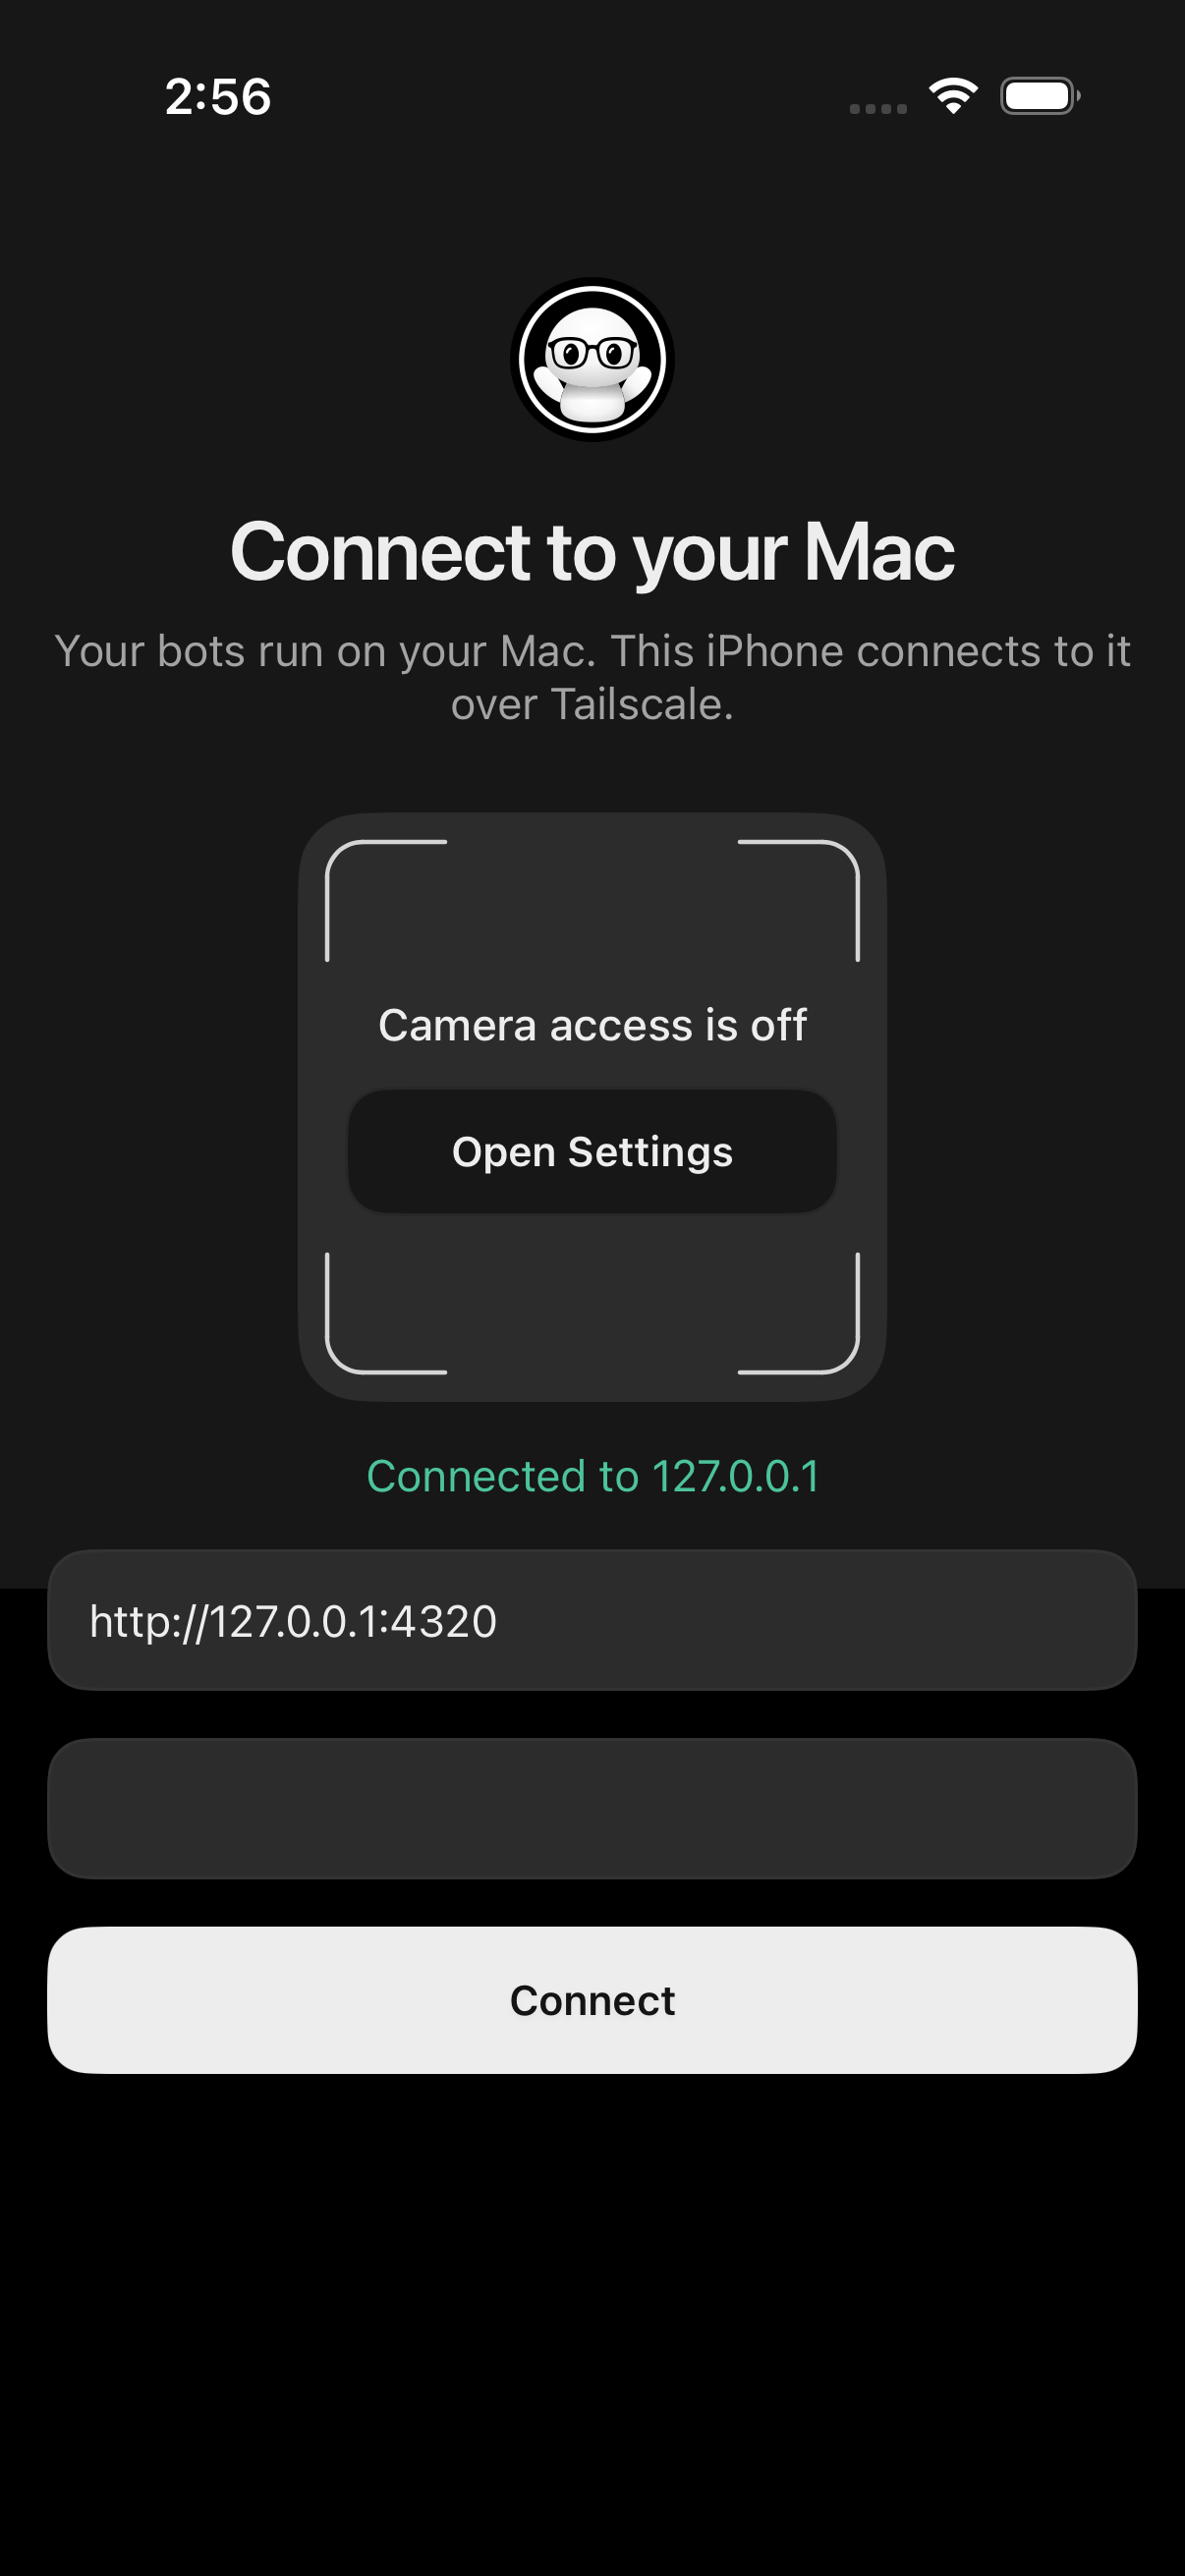 2:56
Connect to your Mac
Your bots run on your Mac. This iPhone connects to it
over Tailscale.
Camera access is off
Open Settings
Connected to 127.0.0.1
http://127.0.0.1:4320
Connect